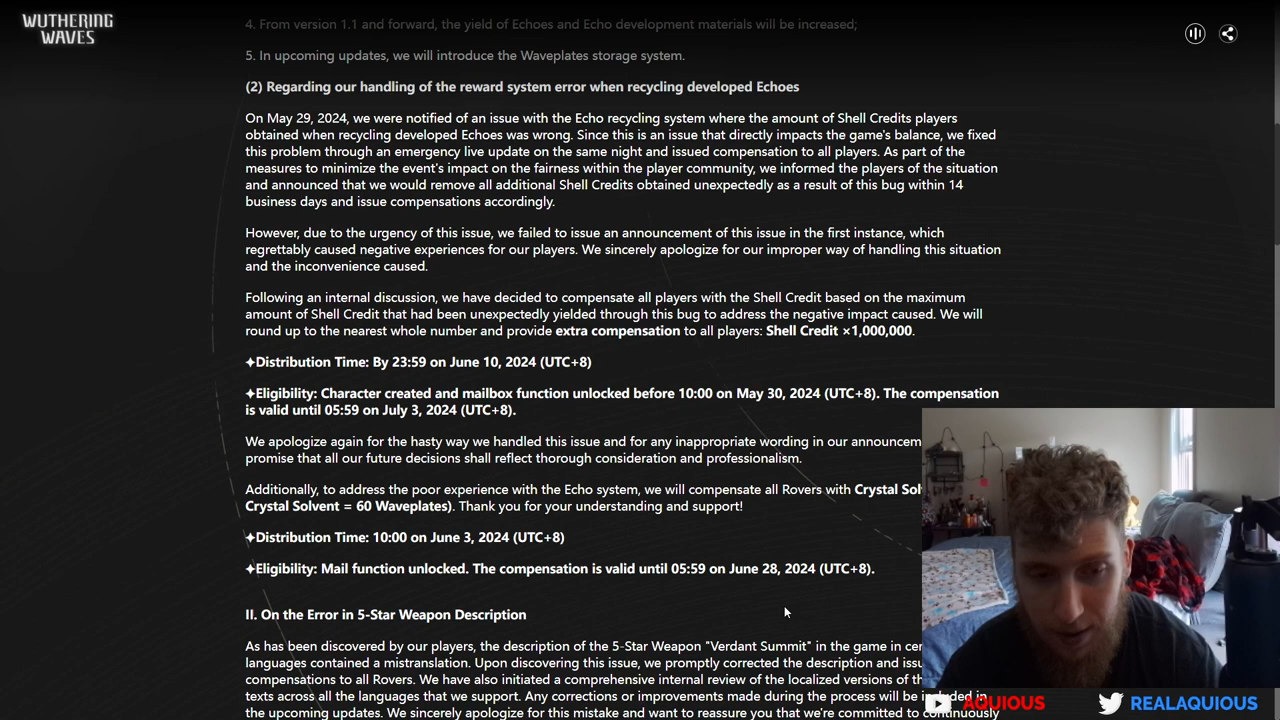 WUTHERING
WAVES
4. From version 1.1 and forward, the yield of Echoes and Echo development materials will be increased;
5. In upcoming updates, we will introduce the Waveplates storage system.
(2) Regarding our handling of the reward system error when recycling developed Echoes
On May 29, 2024, we were notified of an issue with the Echo recycling system where the amount of Shell Credits players
obtained when recycling developed Echoes was wrong. Since this is an issue that directly impacts the game's balance, we fixed
this problem through an emergency live update on the same night and issued compensation to all players. As part of the
measures to minimize the event's impact on the fairness within the player community, we informed the players of the situation
and announced that we would remove all additional Shell Credits obtained unexpectedly as a result of this bug within 14
business days and issue compensations accordingly.
However, due to the urgency of this issue, we failed to issue an announcement of this issue in the first instance, which
regrettably caused negative experiences for our players. We sincerely apologize for our improper way of handling this situation
and the inconvenience caused.
Following an internal discussion, we have decided to compensate all players with the Shell Credit based on the maximum
amount of Shell Credit that had been unexpectedly yielded through this bug to address the negative impact caused. We will
round up to the nearest whole number and provide extra compensation to all players: Shell Credit ×1,000,000.
✦Distribution Time: By 23:59 on June 10, 2024 (UTC+8)
✦Eligibility: Character created and mailbox function unlocked before 10:00 on May 30, 2024 (UTC+8). The compensation
is valid until 05:59 on July 3, 2024 (UTC+8).
We apologize again for the hasty way we handled this issue and for any inappropriate wording in our announcem
promise that all our future decisions shall reflect thorough consideration and professionalism.
Additionally, to address the poor experience with the Echo system, we will compensate all Rovers with Crystal Sol
Crystal Solvent = 60 Waveplates). Thank you for your understanding and support!
✦Distribution Time: 10:00 on June 3, 2024 (UTC+8)
✦Eligibility: Mail function unlocked. The compensation is valid until 05:59 on June 28, 2024 (UTC+8).
II. On the Error in 5-Star Weapon Description
As has been discovered by our players, the description of the 5-Star Weapon "Verdant Summit" in the game in cer
languages contained a mistranslation. Upon discovering this issue, we promptly corrected the description and issu
compensations to all Rovers. We have also initiated a comprehensive internal review of the localized versions of th
texts across all the languages that we support. Any corrections or improvements made during the process will be included in
the upcoming updates. We sincerely apologize for this mistake and want to reassure you that we're committed to continuously
AQUIOUS
REALAQUIOUS